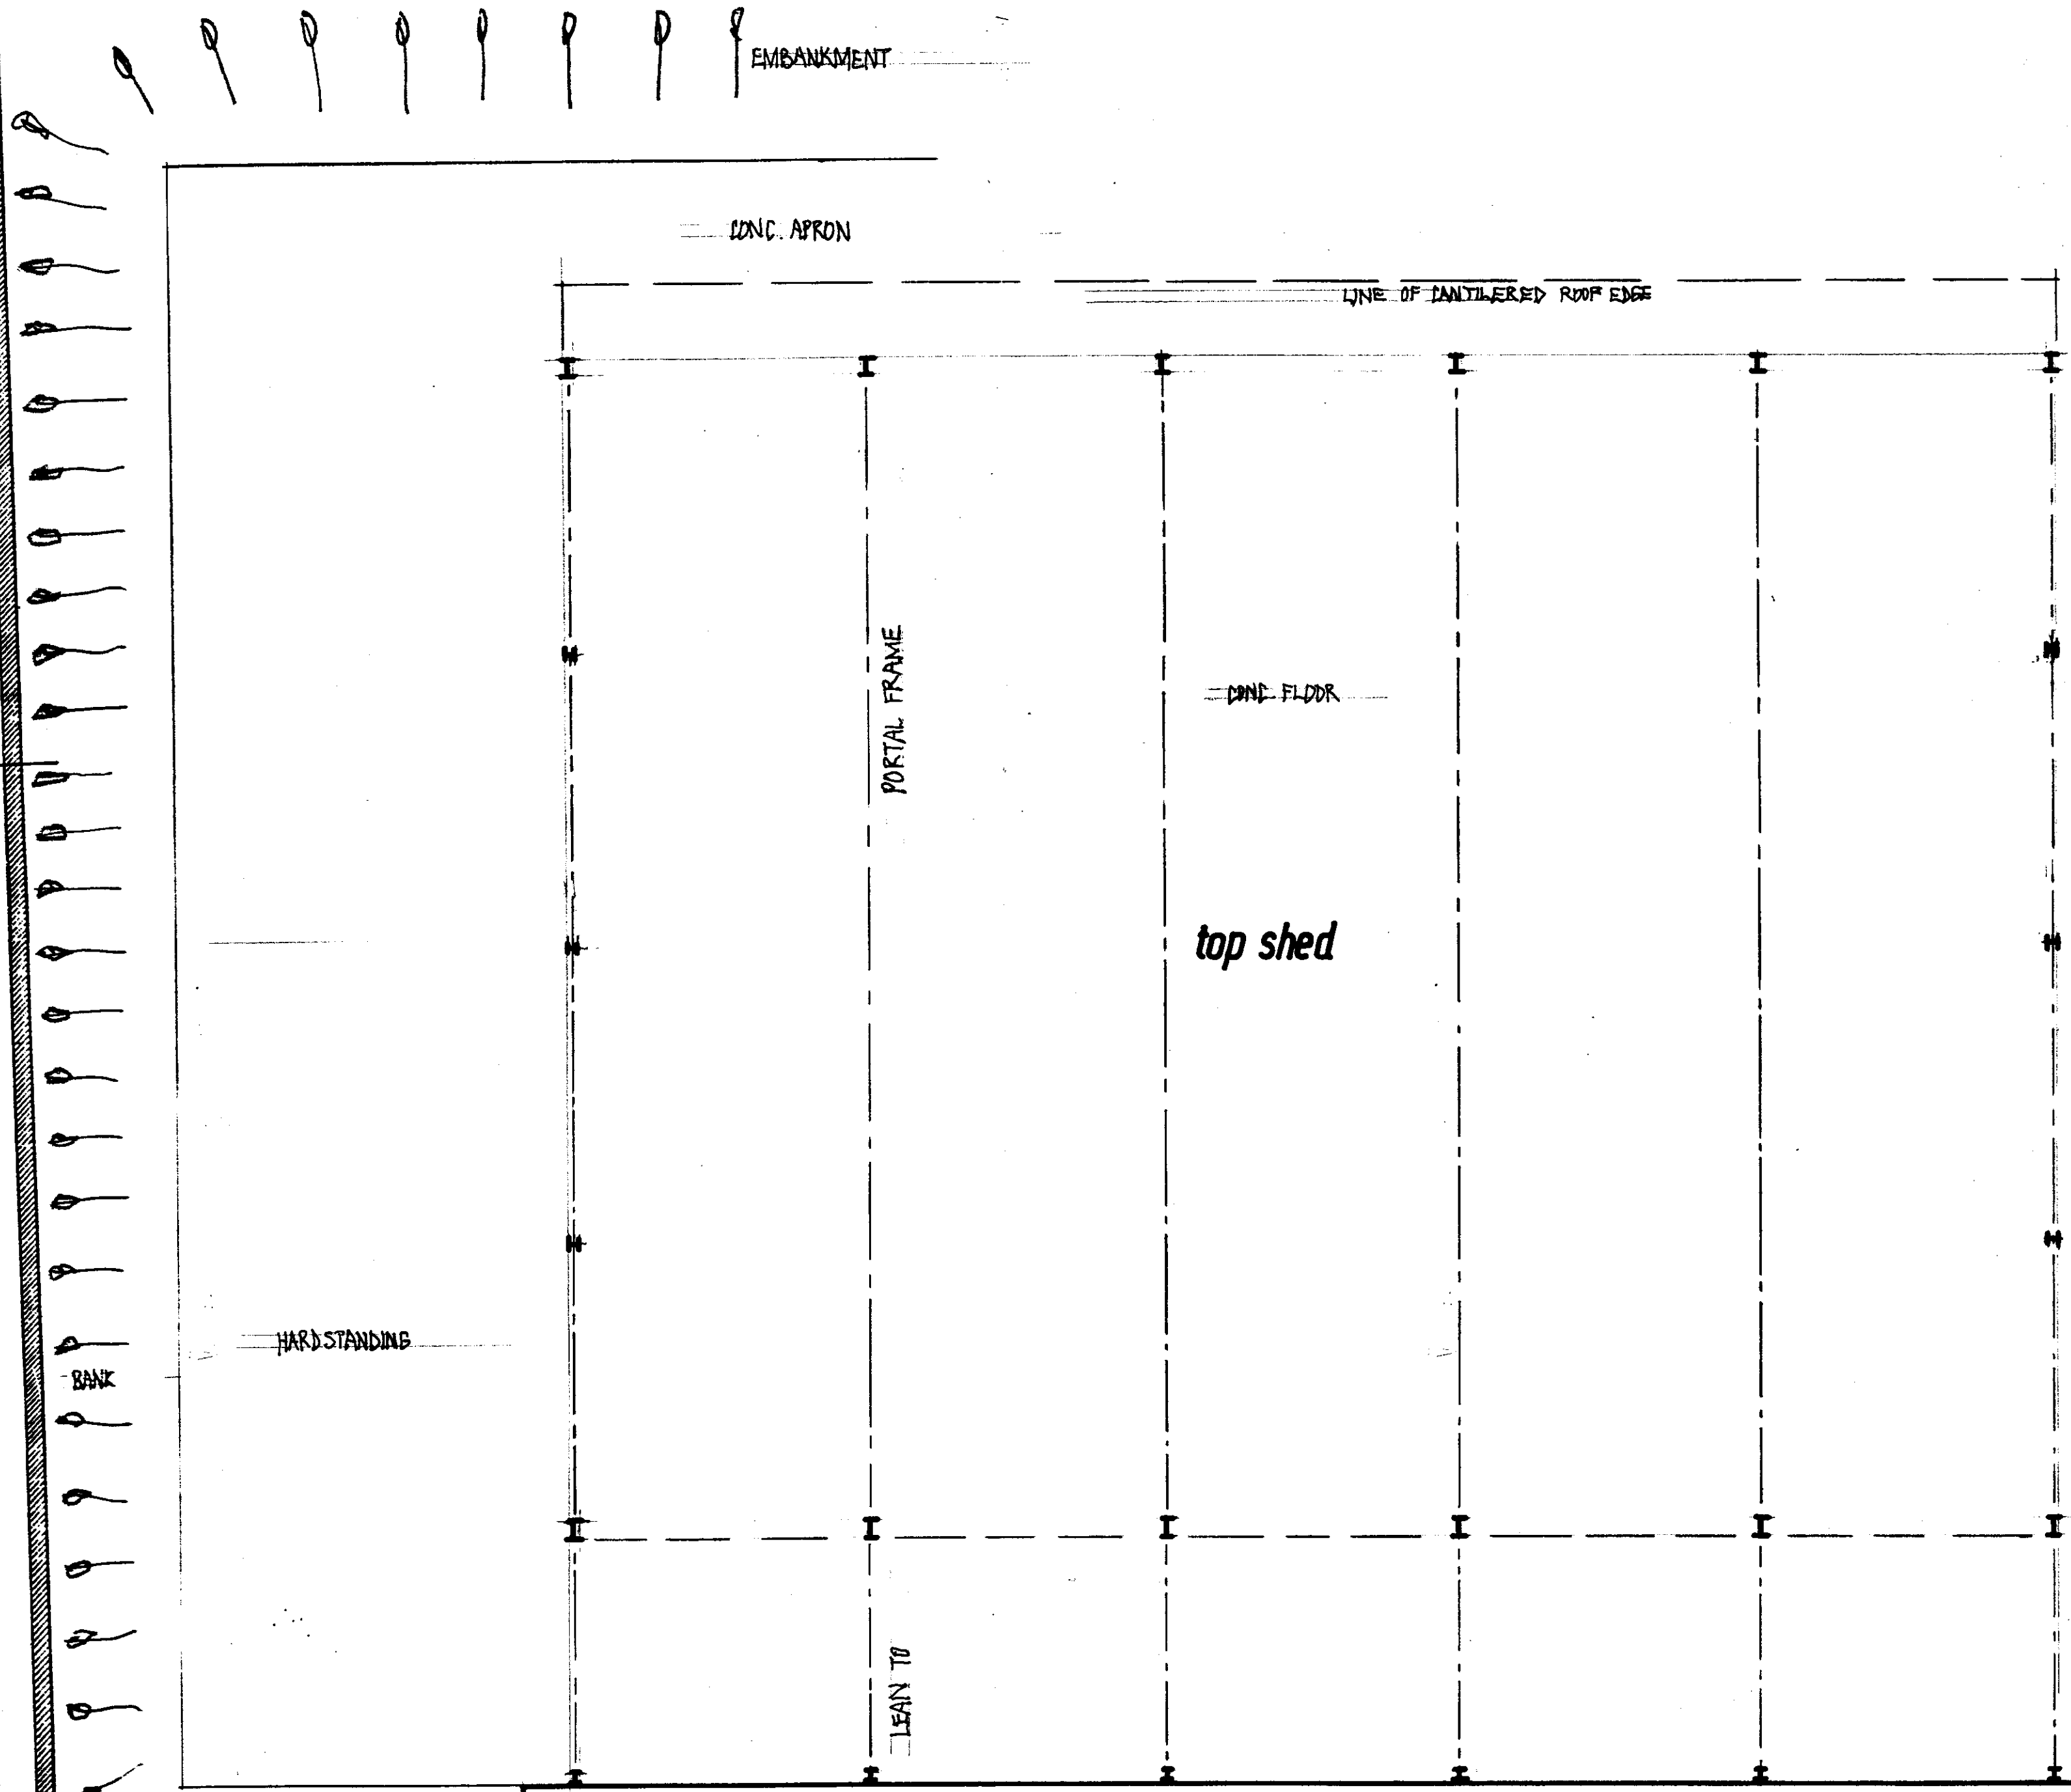 EMBANKMENT
CONC. APRON
LINE OF CANTILERED ROOF EDGE
PORTAL FRAME
CONC. FLOOR
top shed
HARDSTANDING
BANK
LEAN TO